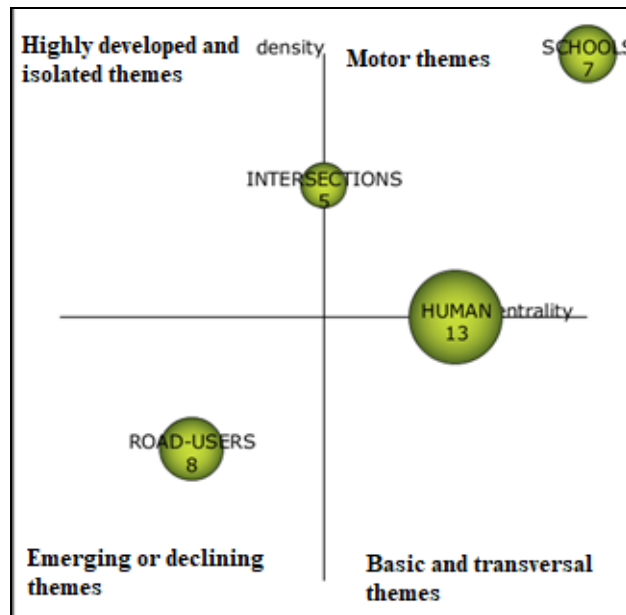 Highly developed and
isolated themes
density
Motor themes
SCHOOLS
7
INTERSECTIONS
5
HUMAN
13
entrality
ROAD-USERS
8
Emerging or declining
themes
Basic and transversal
themes